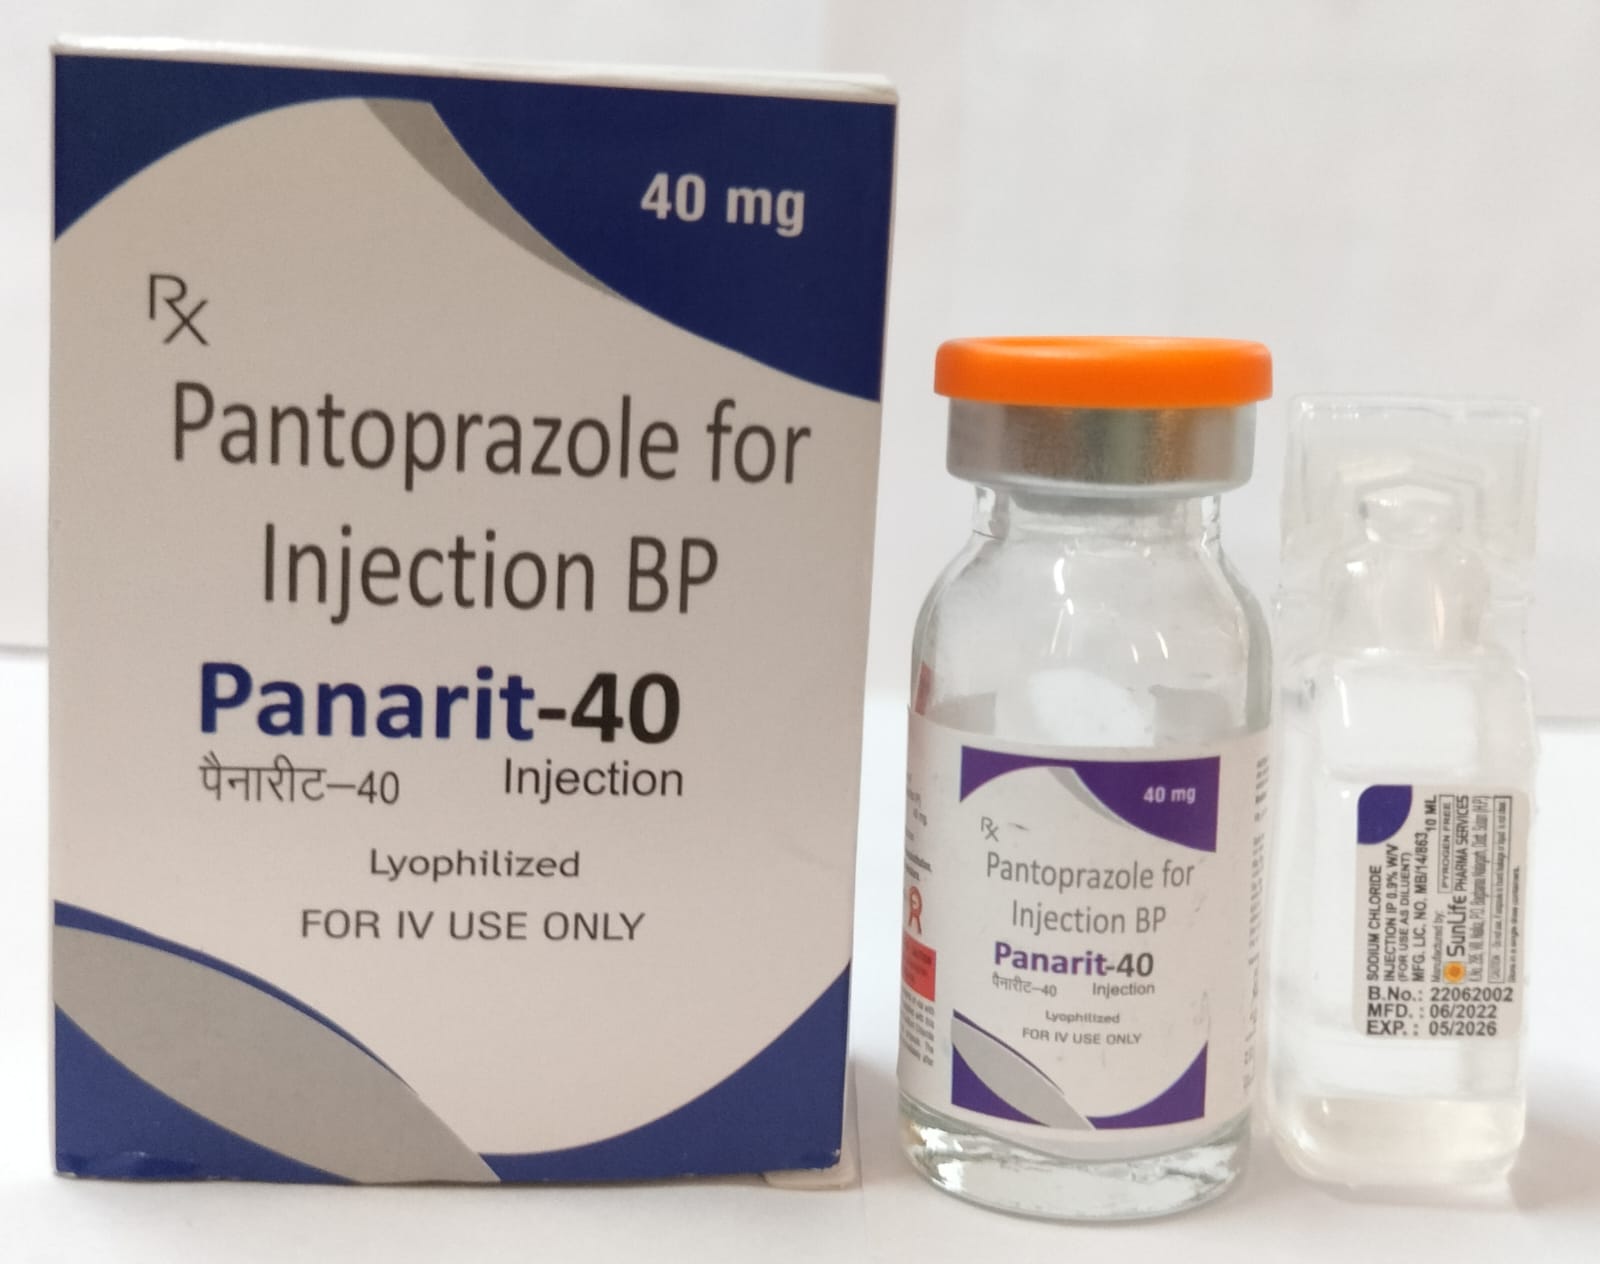 40 mg
Rx
Pantoprazole for
Injection BP
Panarit-40
पैनारीट–40 Injection
Lyophilized
FOR IV USE ONLY
40 mg
Rx
Pantoprazole for
Injection BP
Panarit-40
पैनारीट–40 Injection
Lyophilized
FOR IV USE ONLY
SODIUM CHLORIDE
INJECTION IP 0.9% W/V
(FOR USE AS DILUENT)
10 ML
MFG. LIC. NO. MB/14/863
PYROGEN FREE
Manufactured by:
SunLife PHARMA SERVICES
B.No.: 22062002
MFD. : 06/2022
EXP. : 05/2026